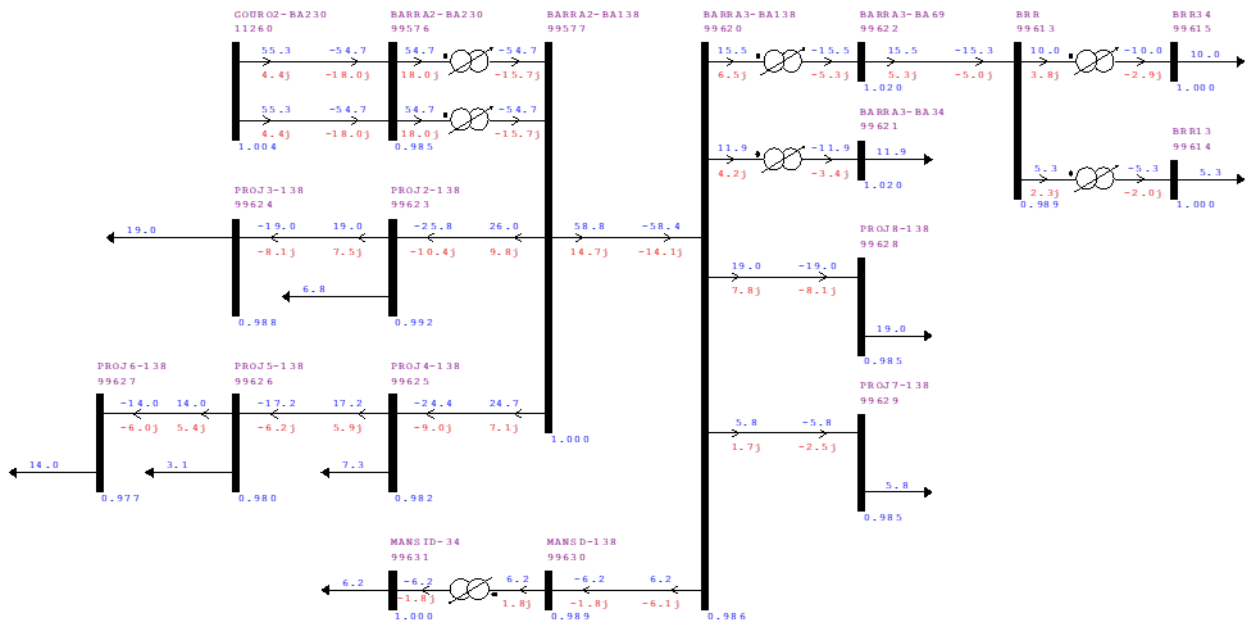 GOURO2-BA230 BARRA2-BA230 BARRA2-BA138 BARRA3-BA138 BARRA3-BA69 BRR BRR34
11260 99576 99577 99620 99622 99613 99615
55.3 -54.7 54.7 -54.7 15.5 -15.5 15.5 -15.3 10.0 -10.0 10.0
4.4j -18.0j 18.0j -15.7j 6.5j -5.3j 5.3j -5.0j 3.8j -2.9j
1.020 1.000
55.3 -54.7 54.7 -54.7 BARRA3-BA34
99621
4.4j -18.0j 18.0j -15.7j
BRR13
99614
1.004 0.985
11.9 -11.9 11.9
4.2j -3.4j
5.3 -5.3 5.3
1.020
2.3j -2.0j
0.989 1.000
PROJ3-138 PROJ2-138
99624 99623
19.0 -19.0 19.0 -25.8 26.0 58.8 -58.4
-8.1j 7.5j -10.4j 9.8j 14.7j -14.1j
PROJ8-138
99628
19.0 -19.0
7.8j -8.1j
6.8
0.988 0.992
19.0
0.985
PROJ6-138 PROJ5-138 PROJ4-138
99627 99626 99625
PROJ7-138
99629
-14.0 14.0 -17.2 17.2 -24.4 24.7
-6.0j 5.4j -6.2j 5.9j -9.0j 7.1j
1.000
5.8 -5.8
1.7j -2.5j
14.0 3.1 7.3
0.977 0.980 0.982
5.8
0.985
MANSID-34 MANSD-138
99631 99630
6.2 -6.2 6.2 -6.2 6.2
-1.8j 1.8j -1.8j -6.1j
1.000 0.989 0.986